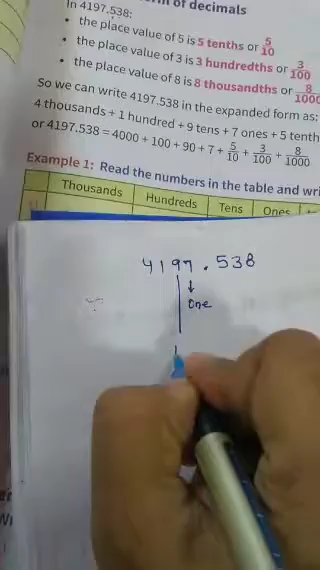 of decimals
In 4197.538:
• the place value of 5 is 5 tenths or 5/10
• the place value of 3 is 3 hundredths or 3/100
• the place value of 8 is 8 thousandths or 8/1000
So we can write 4197.538 in the expanded form as:
4 thousands + 1 hundred + 9 tens + 7 ones + 5 tenth
or 4197.538 = 4000 + 100 + 90 + 7 + 5/10 + 3/100 + 8/1000
Example 1: Read the numbers in the table and wri
Thousands Hundreds Tens Ones
4197.538
↓
One